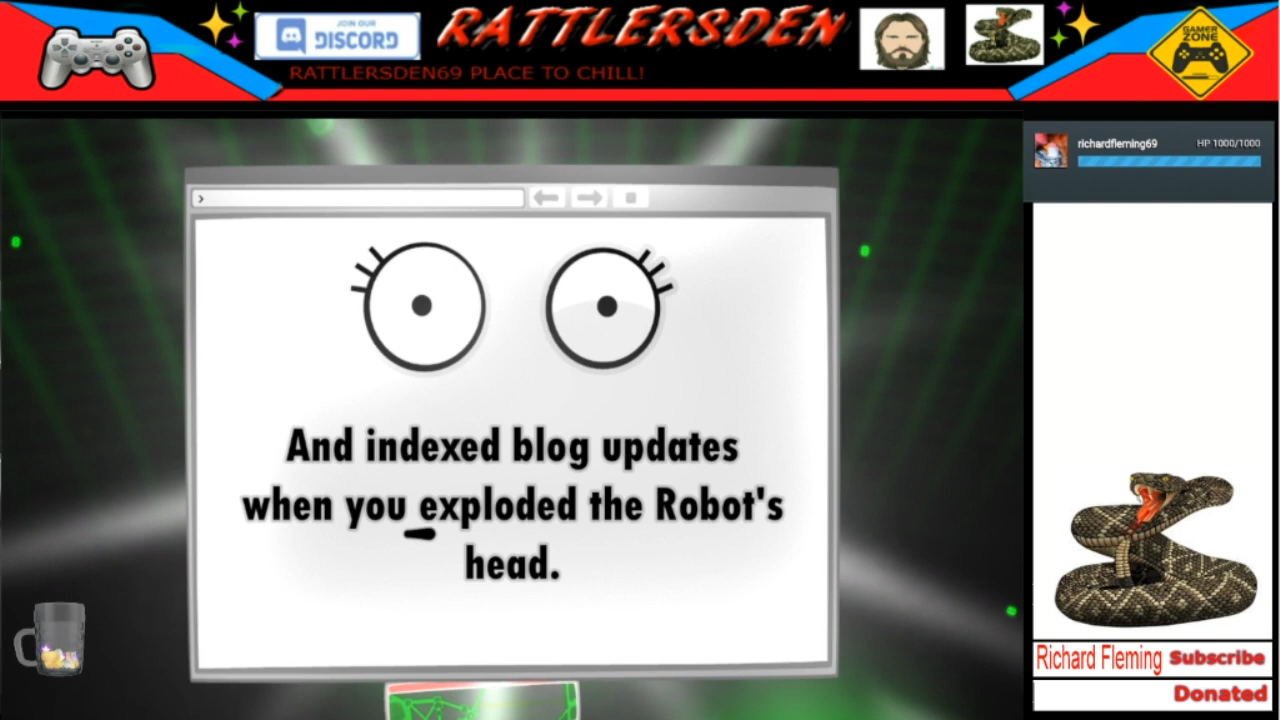 JOIN OUR
DISCORD
RATTLERSDEN
GAMER
ZONE
RATTLERSDEN69 PLACE TO CHILL!
richardfleming69 HP 1000/1000
>
And indexed blog updates
when you exploded the Robot's
head.
Richard Fleming Subscribe
Donated